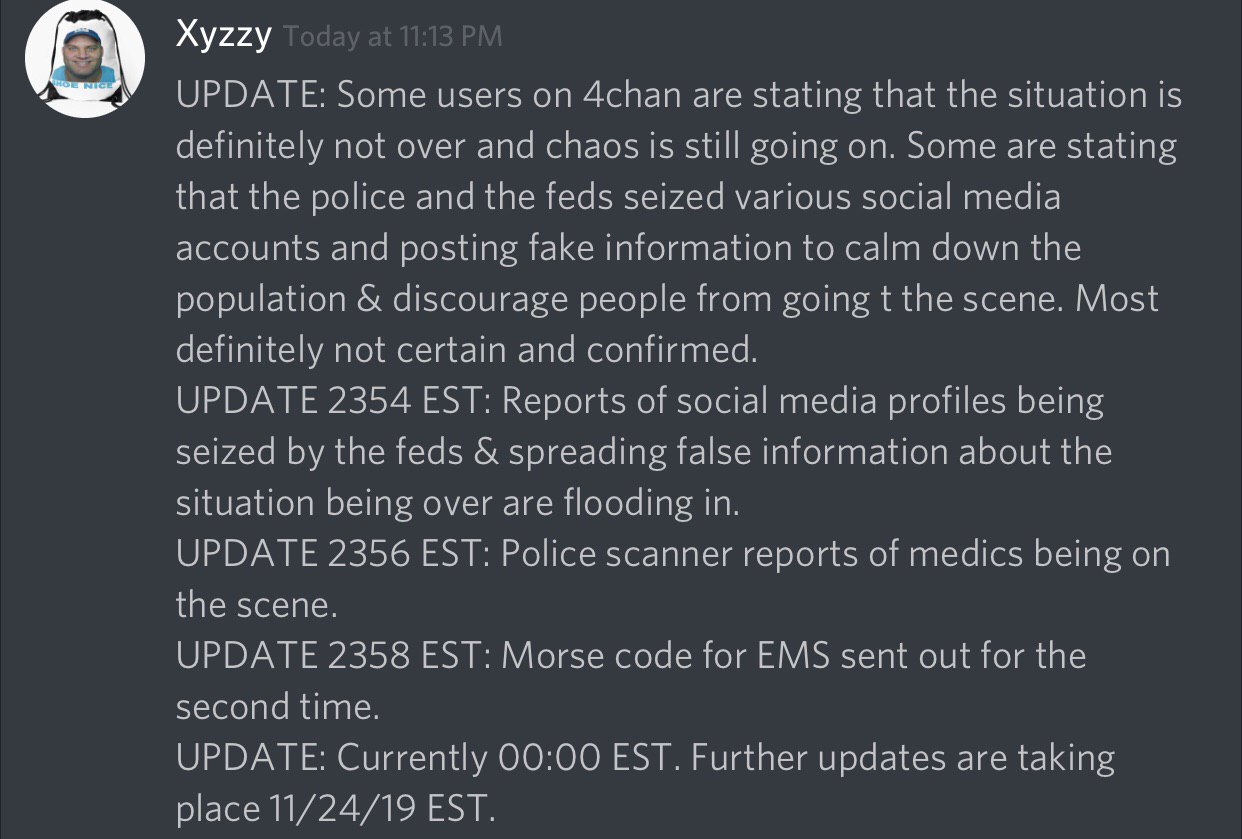 Xyzzy Today at 11:13 PM
UPDATE: Some users on 4chan are stating that the situation is
definitely not over and chaos is still going on. Some are stating
that the police and the feds seized various social media
accounts and posting fake information to calm down the
population & discourage people from going t the scene. Most
definitely not certain and confirmed.
UPDATE 2354 EST: Reports of social media profiles being
seized by the feds & spreading false information about the
situation being over are flooding in.
UPDATE 2356 EST: Police scanner reports of medics being on
the scene.
UPDATE 2358 EST: Morse code for EMS sent out for the
second time.
UPDATE: Currently 00:00 EST. Further updates are taking
place 11/24/19 EST.
HOE NICE